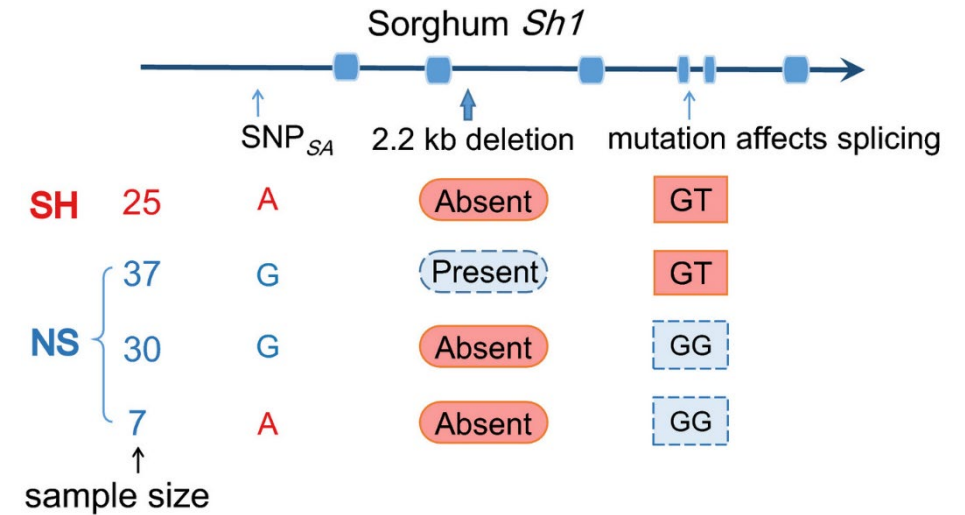 Sorghum Sh1
SNPSA 2.2 kb deletion mutation affects splicing
SH 25 A Absent GT
37 G Present GT
NS 30 G Absent GG
7 A Absent GG
sample size